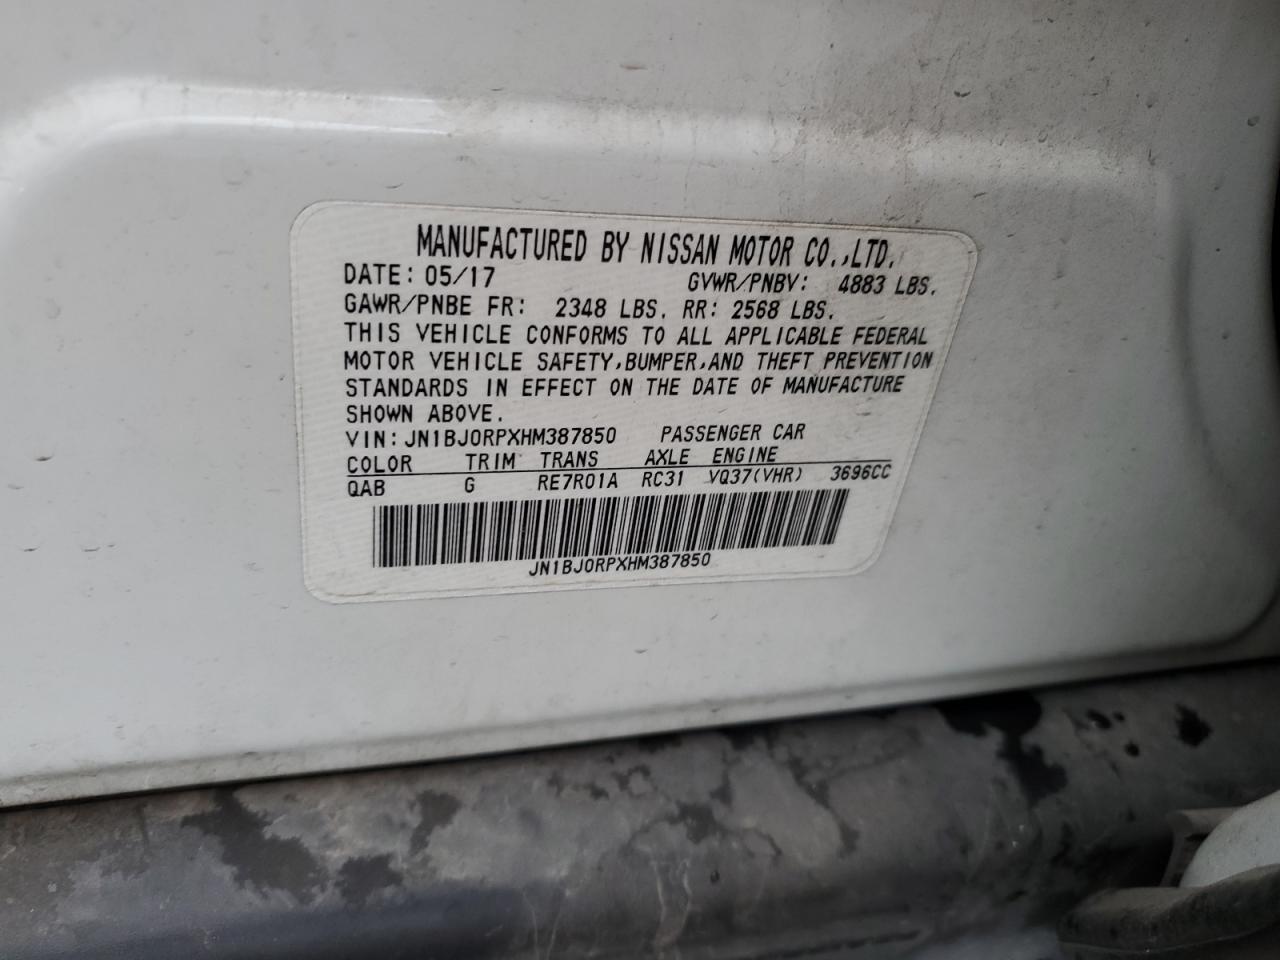 MANUFACTURED BY NISSAN MOTOR CO.,LTD.
DATE: 05/17 GVWR/PNBV: 4883 LBS.
GAWR/PNBE FR: 2348 LBS. RR: 2568 LBS.
THIS VEHICLE CONFORMS TO ALL APPLICABLE FEDERAL
MOTOR VEHICLE SAFETY,BUMPER,AND THEFT PREVENTION
STANDARDS IN EFFECT ON THE DATE OF MANUFACTURE
SHOWN ABOVE.
VIN: JN1BJ0RPXHM387850 PASSENGER CAR
COLOR TRIM TRANS AXLE ENGINE
QAB G RE7R01A RC31 VQ37(VHR) 3696CC
JN1BJ0RPXHM387850